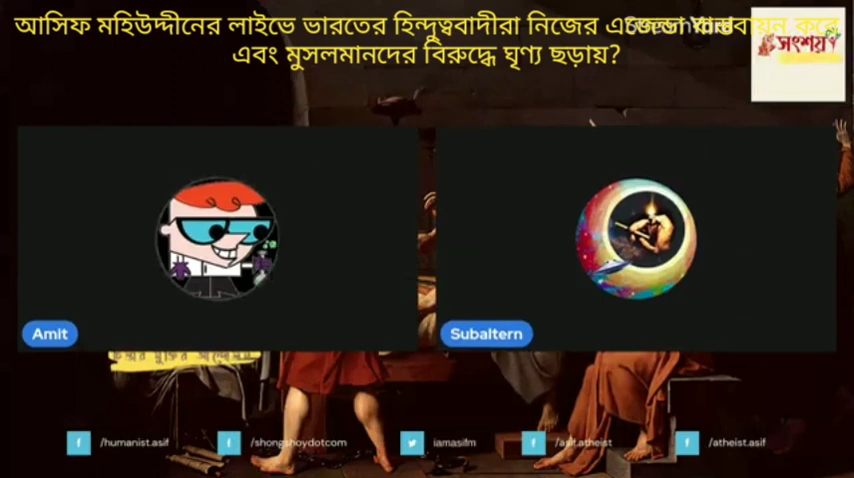 আসিফ মহিউদ্দীনের লাইভে ভারতের হিন্দুত্ববাদীরা নিজের এজেন্ডা বাস্তবায়ন করে
এবং মুসলমানদের বিরুদ্ধে ঘৃণ্য ছড়ায়?
সংশয়
Amit
Subaltern
/humanist.asif
/shongshoydotcom
iamasifm
/asif.atheist
/atheist.asif